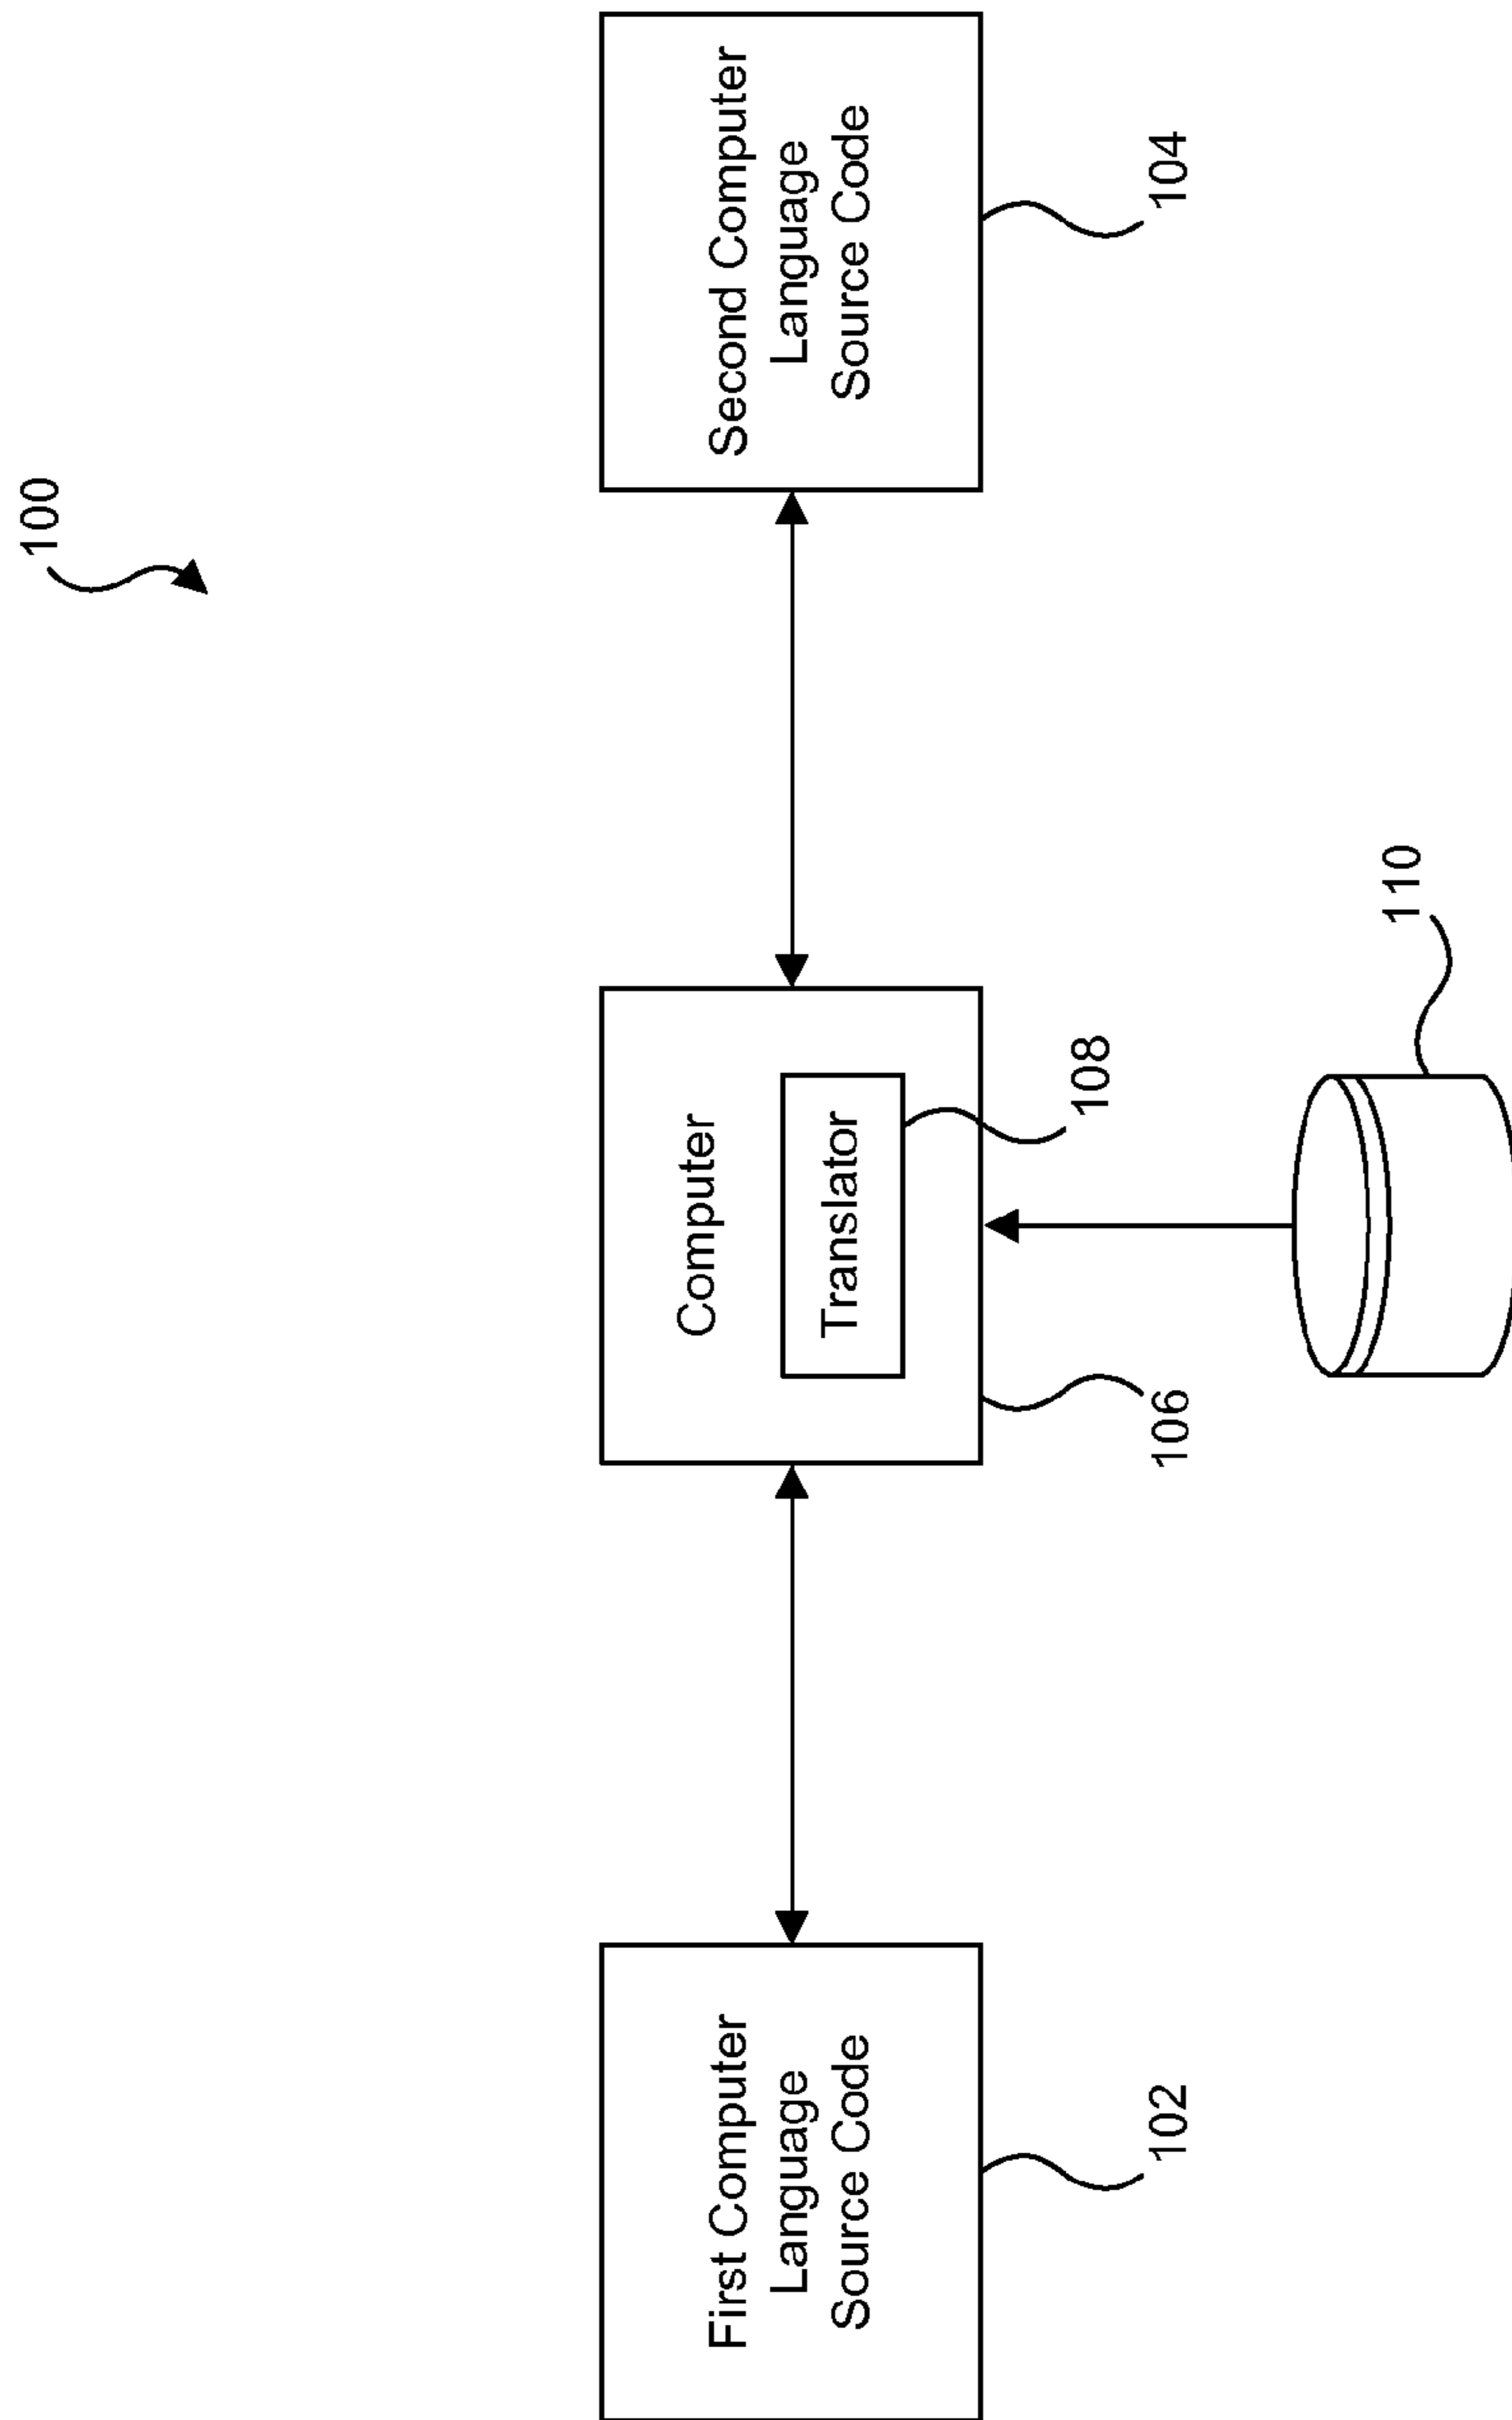 100
First Computer
Language
Source Code
102
Computer
Translator
106
108
Second Computer
Language
Source Code
104
110